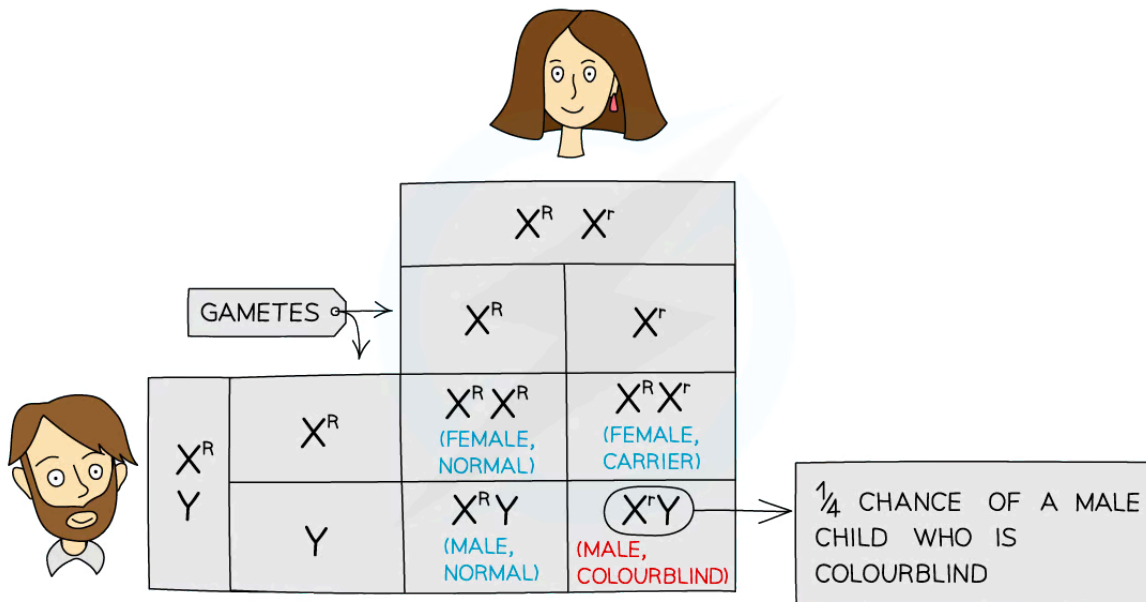 X^R X^r
GAMETES
X^R X^r
X^R
Y
X^R
X^R X^R
(FEMALE,
NORMAL)
X^R X^r
(FEMALE,
CARRIER)
Y
X^R Y
(MALE,
NORMAL)
X^r Y
(MALE,
COLOURBLIND)
1/4 CHANCE OF A MALE
CHILD WHO IS
COLOURBLIND